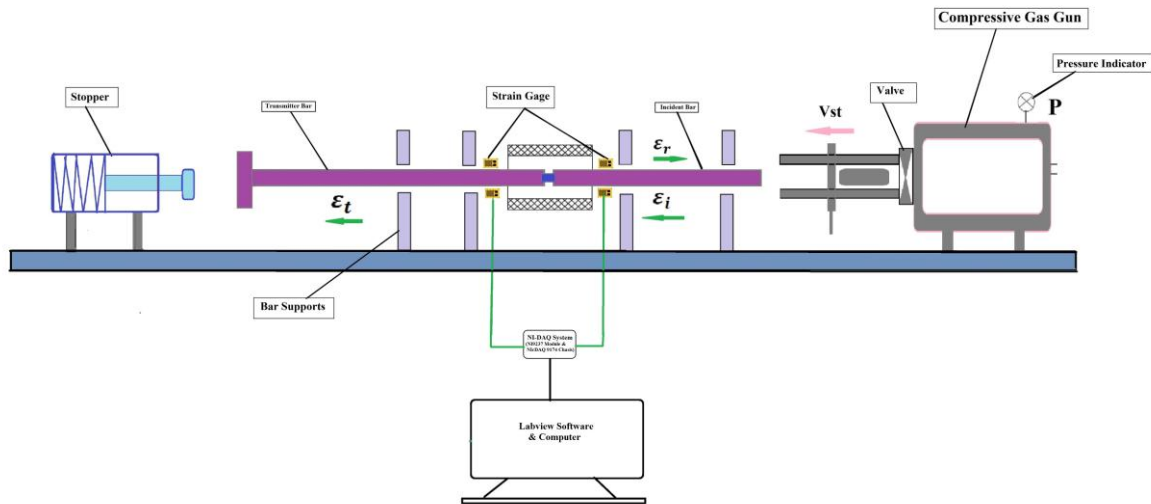 Compressive Gas Gun
Pressure Indicator
Stopper
Transmitter Bar
Strain Gage
Incident Bar
Valve
Vst
P
εr
εt
εi
Bar Supports
NI-DAQ System
Labview Software
& Computer